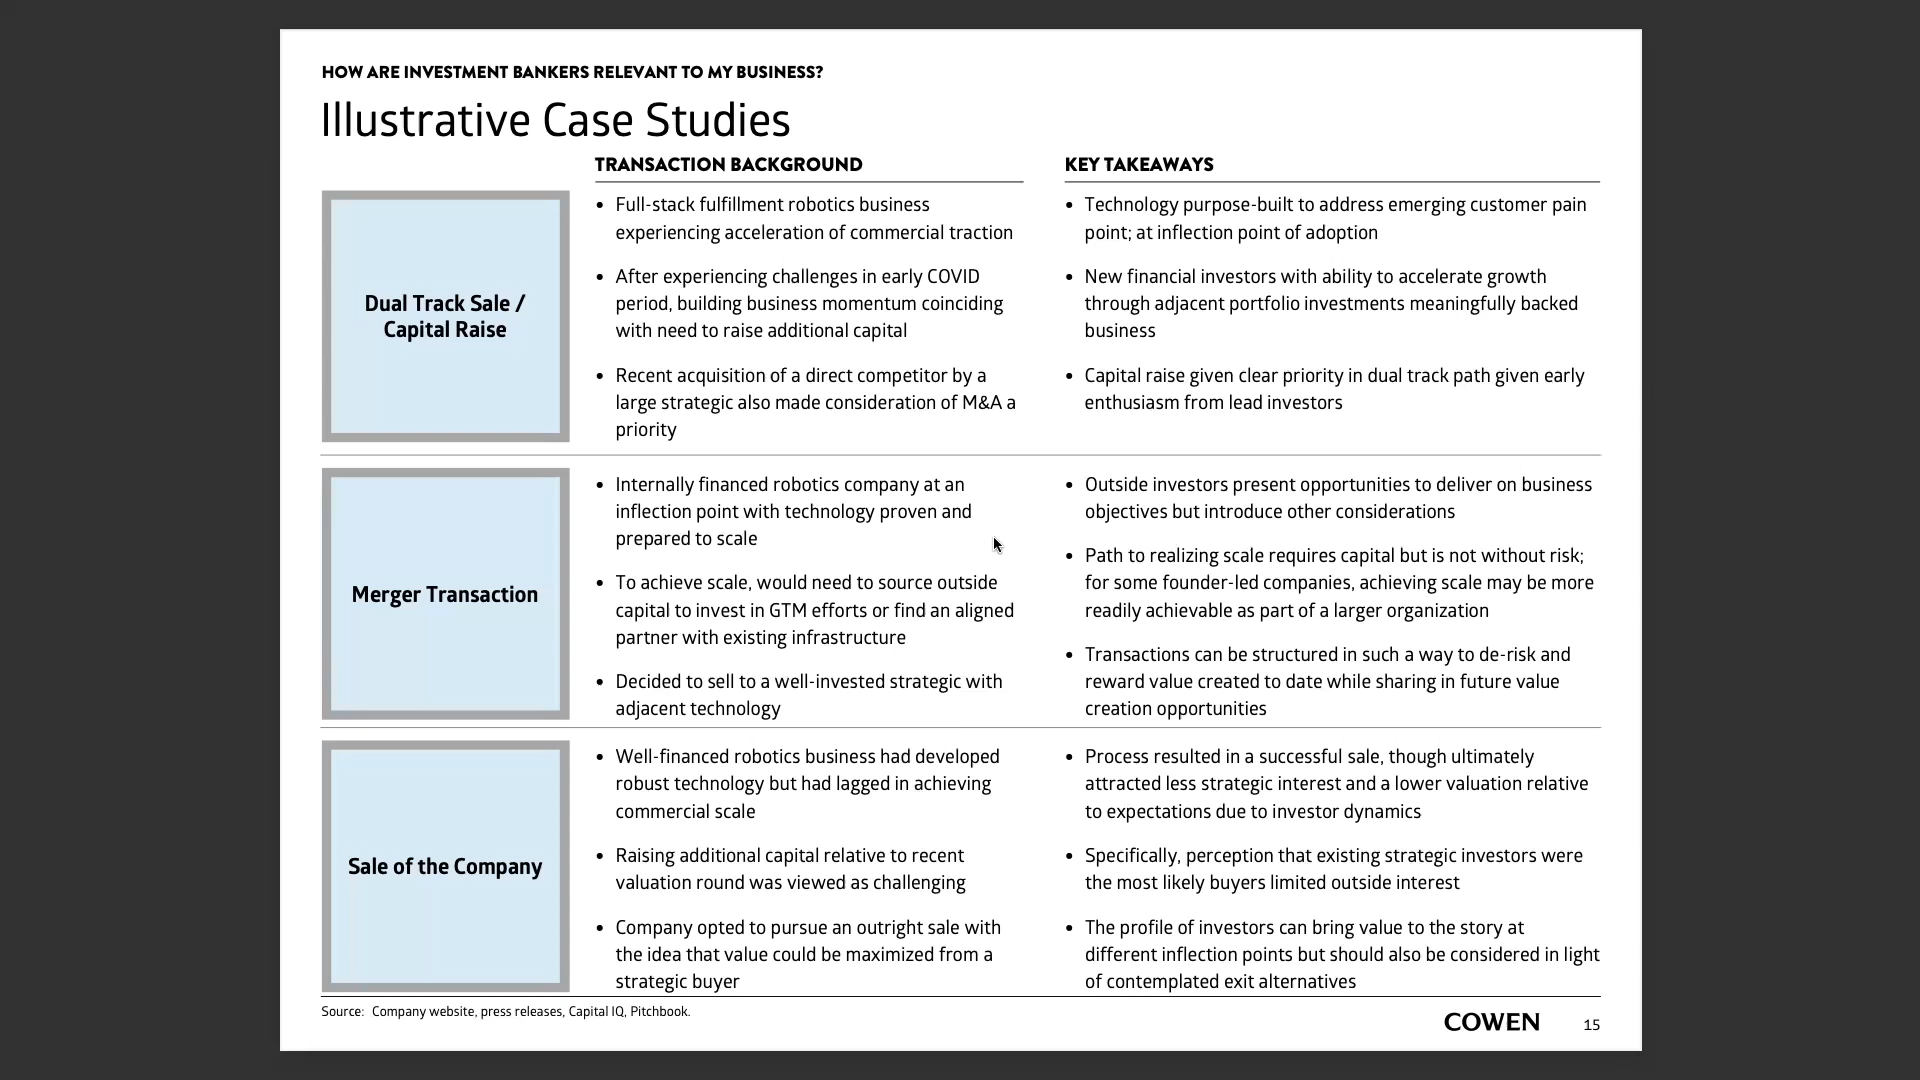 HOW ARE INVESTMENT BANKERS RELEVANT TO MY BUSINESS?
Illustrative Case Studies
TRANSACTION BACKGROUND
KEY TAKEAWAYS
Dual Track Sale /
Capital Raise
• Full-stack fulfillment robotics business
experiencing acceleration of commercial traction
• After experiencing challenges in early COVID
period, building business momentum coinciding
with need to raise additional capital
• Recent acquisition of a direct competitor by a
large strategic also made consideration of M&A a
priority
• Technology purpose-built to address emerging customer pain
point; at inflection point of adoption
• New financial investors with ability to accelerate growth
through adjacent portfolio investments meaningfully backed
business
• Capital raise given clear priority in dual track path given early
enthusiasm from lead investors
Merger Transaction
• Internally financed robotics company at an
inflection point with technology proven and
prepared to scale
• To achieve scale, would need to source outside
capital to invest in GTM efforts or find an aligned
partner with existing infrastructure
• Decided to sell to a well-invested strategic with
adjacent technology
• Outside investors present opportunities to deliver on business
objectives but introduce other considerations
• Path to realizing scale requires capital but is not without risk;
for some founder-led companies, achieving scale may be more
readily achievable as part of a larger organization
• Transactions can be structured in such a way to de-risk and
reward value created to date while sharing in future value
creation opportunities
Sale of the Company
• Well-financed robotics business had developed
robust technology but had lagged in achieving
commercial scale
• Raising additional capital relative to recent
valuation round was viewed as challenging
• Company opted to pursue an outright sale with
the idea that value could be maximized from a
strategic buyer
• Process resulted in a successful sale, though ultimately
attracted less strategic interest and a lower valuation relative
to expectations due to investor dynamics
• Specifically, perception that existing strategic investors were
the most likely buyers limited outside interest
• The profile of investors can bring value to the story at
different inflection points but should also be considered in light
of contemplated exit alternatives
Source: Company website, press releases, Capital IQ, Pitchbook.
COWEN
15